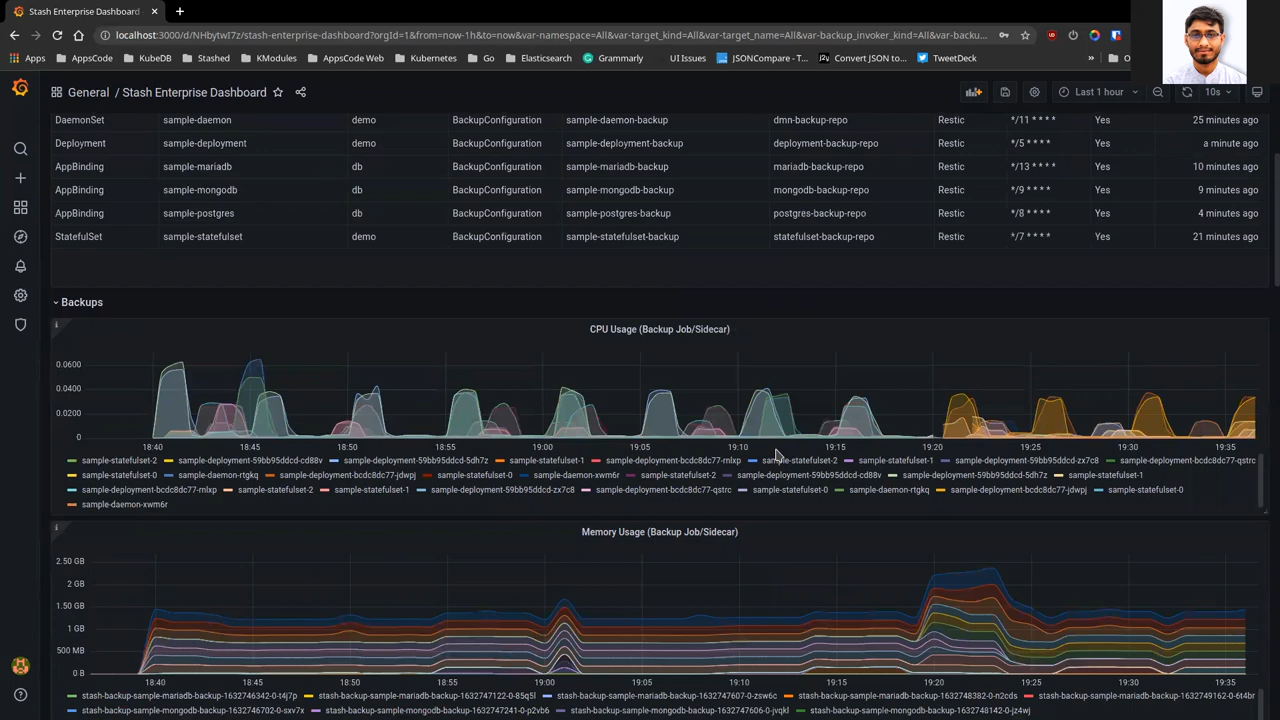 Stash Enterprise Dashboard -
localhost:3000/d/NHbytwI7z/stash-enterprise-dashboard?orgId=1&from=now-1h&to=now&var-namespace=All&var-target_kind=All&var-target_name=All&var-backup_invoker_kind=All&var-backu...
Apps AppsCode KubeDB Stashed KModules AppsCode Web Kubernetes Go Elasticsearch Grammarly UI Issues JSONCompare -T... Convert JSON to... TweetDeck » O
General / Stash Enterprise Dashboard Last 1 hour 10s
DaemonSet sample-daemon demo BackupConfiguration sample-daemon-backup dmn-backup-repo Restic */11 * * * * Yes 25 minutes ago
Deployment sample-deployment demo BackupConfiguration sample-deployment-backup deployment-backup-repo Restic */5 * * * * Yes a minute ago
AppBinding sample-mariadb db BackupConfiguration sample-mariadb-backup mariadb-backup-repo Restic */13 * * * * Yes 10 minutes ago
AppBinding sample-mongodb db BackupConfiguration sample-mongodb-backup mongodb-backup-repo Restic */9 * * * * Yes 9 minutes ago
AppBinding sample-postgres db BackupConfiguration sample-postgres-backup postgres-backup-repo Restic */8 * * * * Yes 4 minutes ago
StatefulSet sample-statefulset demo BackupConfiguration sample-statefulset-backup statefulset-backup-repo Restic */7 * * * * Yes 21 minutes ago
Backups
CPU Usage (Backup Job/Sidecar)
0.0600
0.0400
0.0200
0
18:40 18:45 18:50 18:55 19:00 19:05 19:10 19:15 19:20 19:25 19:30 19:35
sample-statefulset-2 sample-deployment-59bb95ddcd-cd88v sample-deployment-59bb95ddcd-5dh7z sample-statefulset-1 sample-deployment-bcdc8dc77-rnlxp sample-statefulset-2 sample-statefulset-1 sample-deployment-59bb95ddcd-zx7c8 sample-deployment-bcdc8dc77-qstrc
sample-statefulset-0 sample-daemon-rtgkq sample-deployment-bcdc8dc77-jdwpj sample-statefulset-0 sample-daemon-xwm6r sample-statefulset-2 sample-deployment-59bb95ddcd-cd88v sample-deployment-59bb95ddcd-5dh7z sample-statefulset-1
sample-deployment-bcdc8dc77-rnlxp sample-statefulset-2 sample-statefulset-1 sample-deployment-59bb95ddcd-zx7c8 sample-deployment-bcdc8dc77-qstrc sample-statefulset-0 sample-daemon-rtgkq sample-deployment-bcdc8dc77-jdwpj sample-statefulset-0
sample-daemon-xwm6r
Memory Usage (Backup Job/Sidecar)
2.50 GB
2 GB
1.50 GB
1 GB
500 MB
0 B
18:40 18:45 18:50 18:55 19:00 19:05 19:10 19:15 19:20 19:25 19:30 19:35
stash-backup-sample-mariadb-backup-1632746342-0-t4j7p stash-backup-sample-mariadb-backup-1632747122-0-85q5l stash-backup-sample-mariadb-backup-1632747607-0-zsw6c stash-backup-sample-mariadb-backup-1632748382-0-n2cds stash-backup-sample-mariadb-backup-1632749162-0-6t4br
stash-backup-sample-mongodb-backup-1632746702-0-sxv7x stash-backup-sample-mongodb-backup-1632747241-0-p2vb6 stash-backup-sample-mongodb-backup-1632747606-0-jvqkl stash-backup-sample-mongodb-backup-1632748142-0-jz4wj